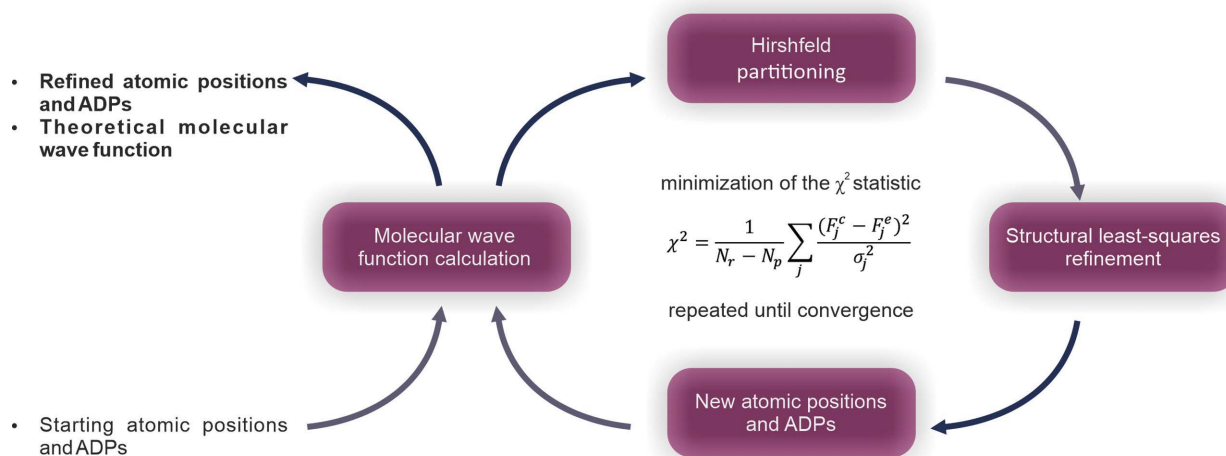 Hirshfeld
partitioning
• Refined atomic positions
and ADPs
• Theoretical molecular
wave function
minimization of the χ² statistic
Molecular wave
function calculation
χ² = 1 / (N_r − N_p) ∑_j (F_j^c − F_j^e)² / σ_j²
Structural least-squares
refinement
repeated until convergence
New atomic positions
and ADPs
• Starting atomic positions
and ADPs